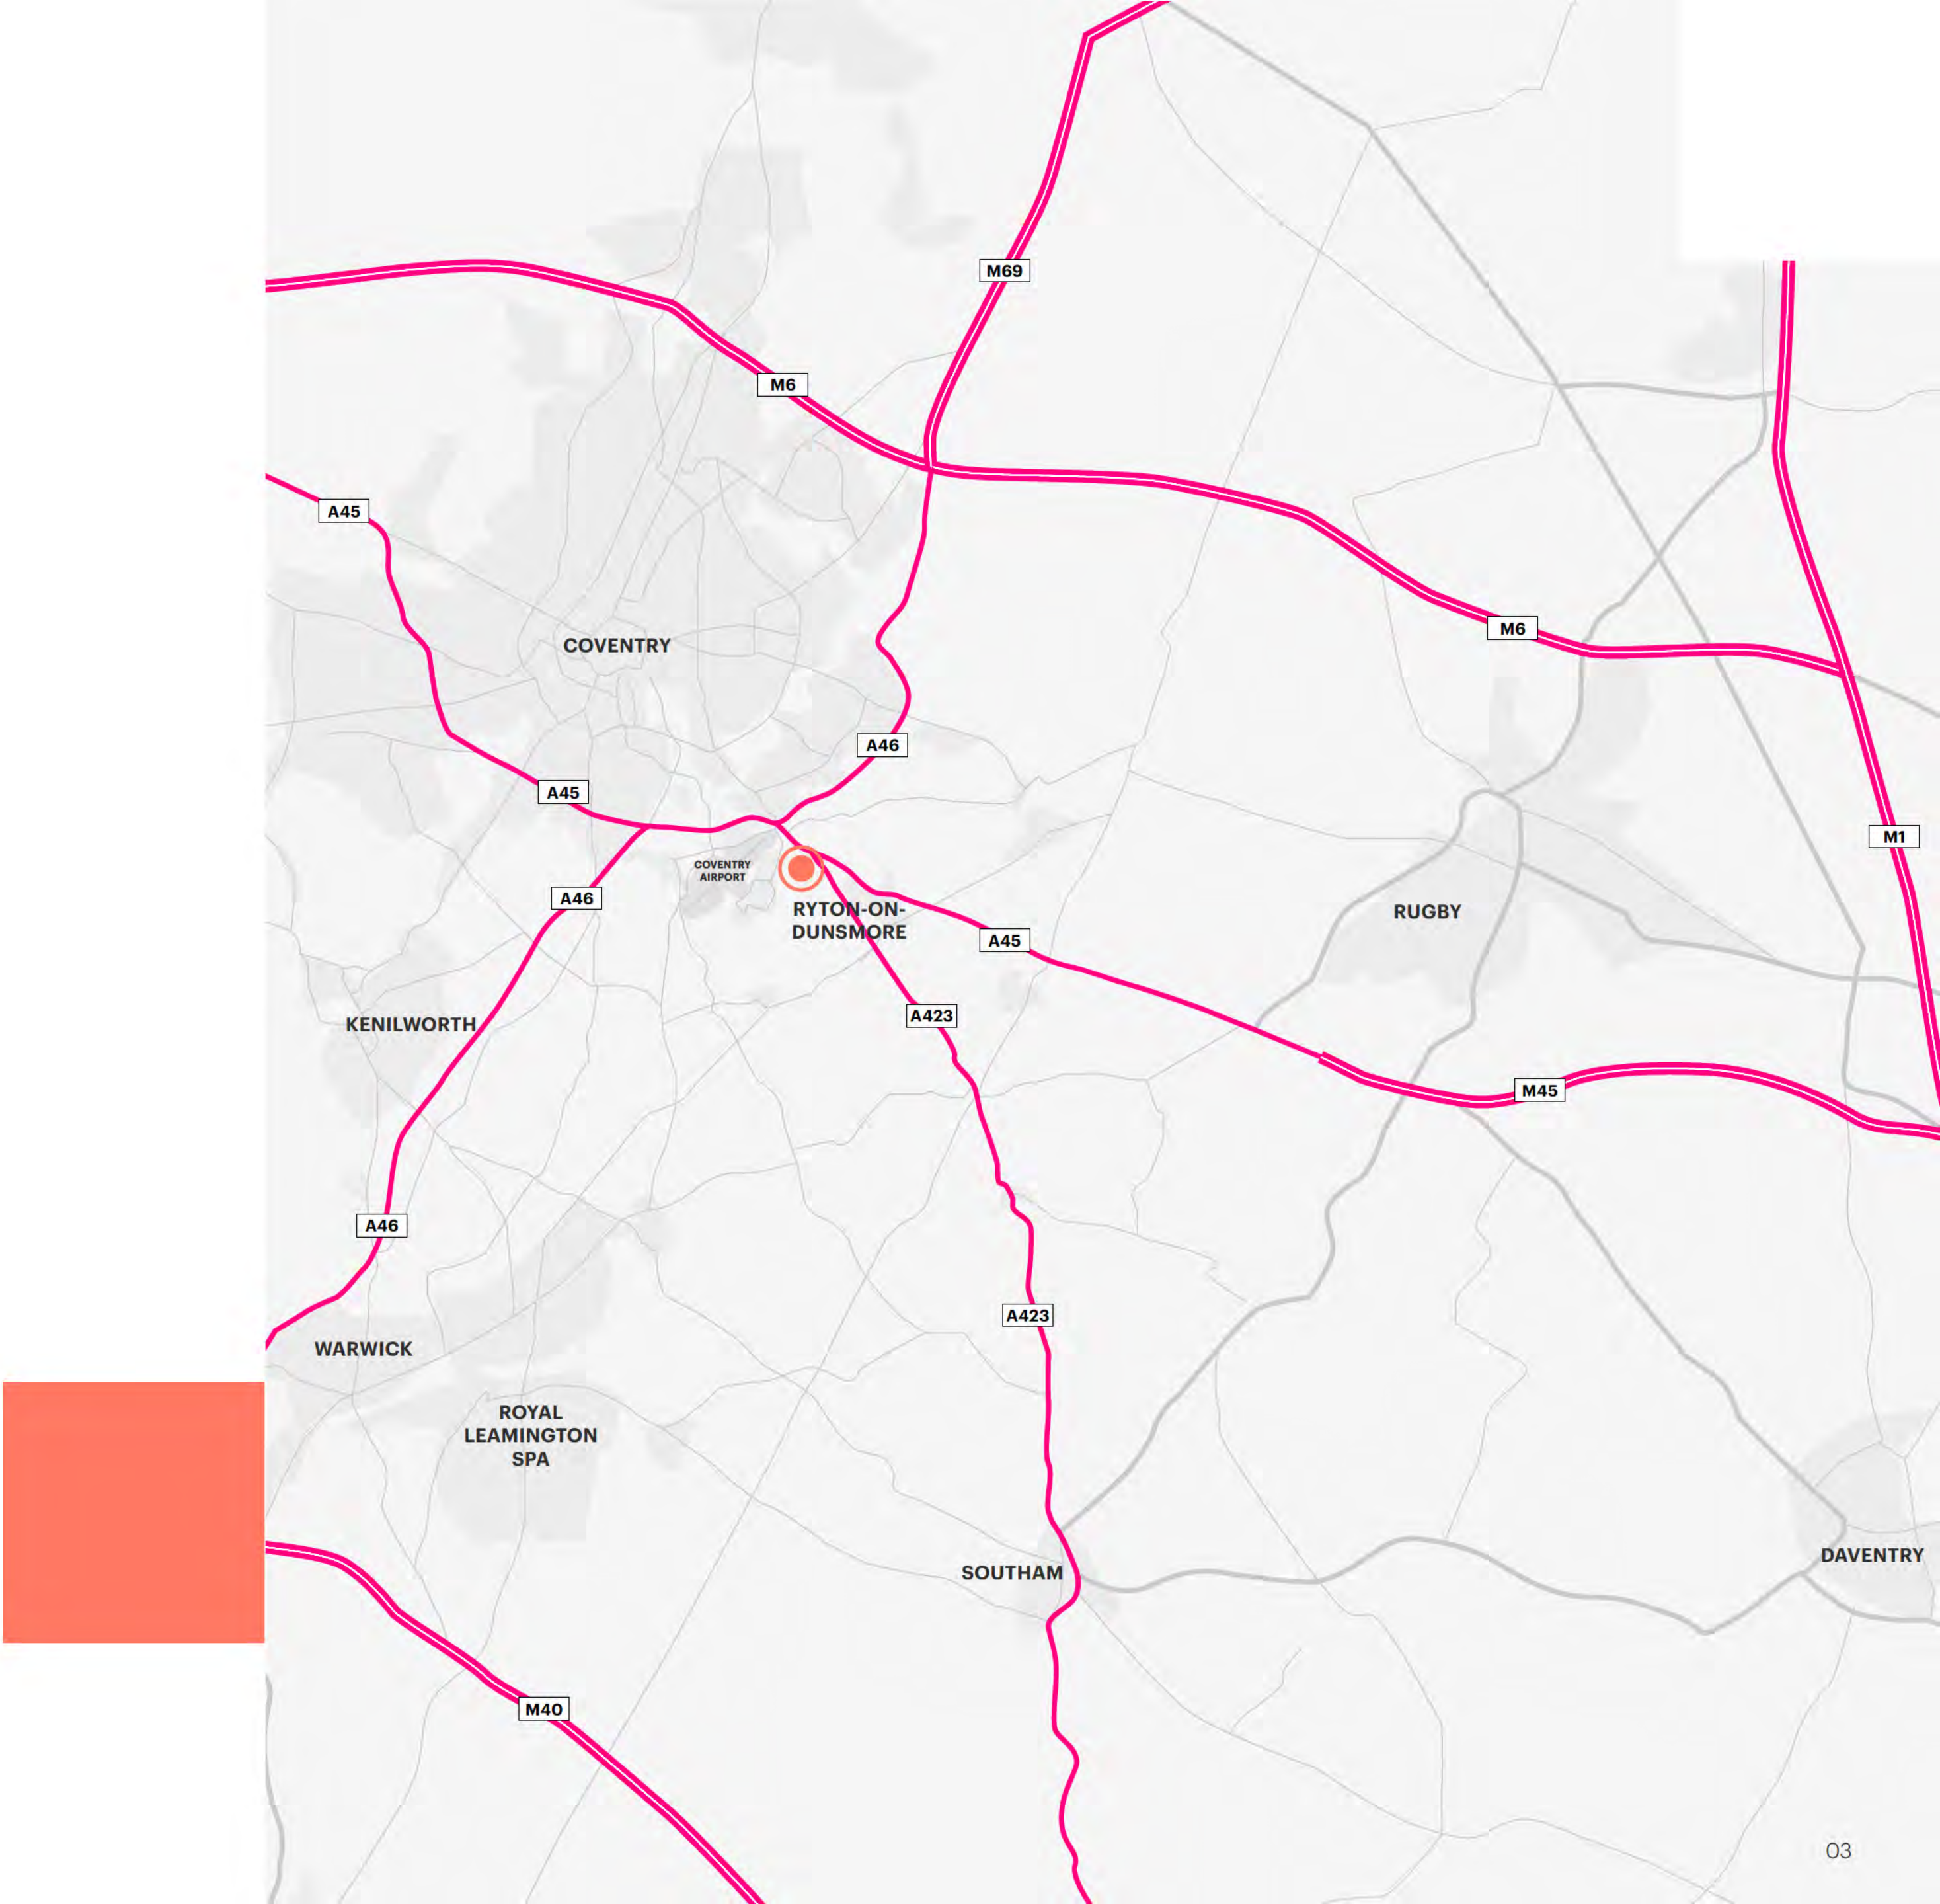 M69
M6
A45
M6
COVENTRY
A46
A45
M1
COVENTRY
AIRPORT
A46
RYTON-ON-
DUNSMORE
RUGBY
A45
A423
KENILWORTH
M45
A46
A423
WARWICK
ROYAL
LEAMINGTON
SPA
DAVENTRY
SOUTHAM
M40
03